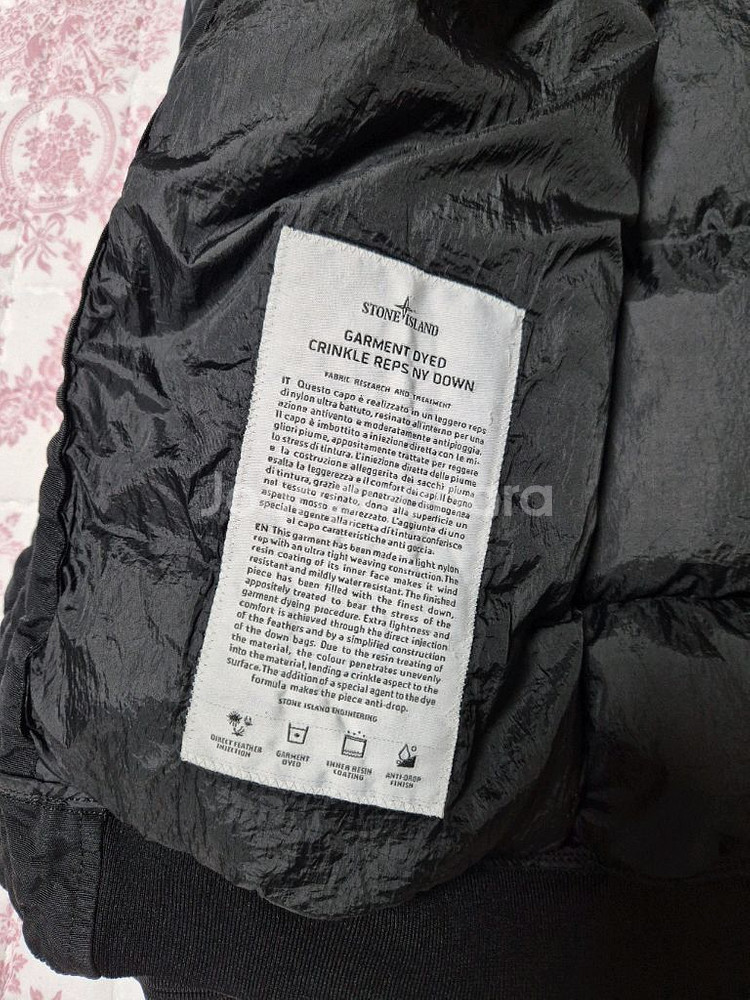 STONE ISLAND
GARMENT DYED
CRINKLE REPS NY DOWN
FABRIC RESEARCH AND TREATMENT
IT Questo capo è realizzato in un leggero reps
di nylon ultra battuto, resinato all'interno per una
azione antivento e moderatamente antipioggia.
Il capo è imbottito a iniezione diretta con le mi-
gliori piume, appositamente trattate per reggere
lo stress di tintura. L'iniezione diretta delle piume
e la costruzione alleggerita dei sacchi piuma
esalta la leggerezza e il comfort dei capi. Il bagno
di tintura, grazie alla penetrazione disomogenea
nel tessuto resinato, dona alla superficie un
aspetto mosso e marezzato. L'aggiunta di uno
speciale agente alla ricetta di tintura conferisce
al capo caratteristiche anti goccia.
EN This garment has been made in a light nylon
rep with an ultra tight weaving construction. The
resin coating of its inner face makes it wind
resistant and mildly water resistant. The finished
piece has been filled with the finest down,
appositely treated to bear the stress of the
garment dyeing procedure. Extra lightness and
comfort is achieved through the direct injection
of the feathers and by a simplified construction
of the down bags. Due to the resin treating of
the material, the colour penetrates unevenly
into the material, lending a crinkle aspect to the
surface. The addition of a special agent to the dye
formula makes the piece anti-drop.
STONE ISLAND ENGINEERING
DIRECT FEATHER
INJECTION
GARMENT
DYED
INNER RESIN
COATING
ANTI-DROP
FINISH